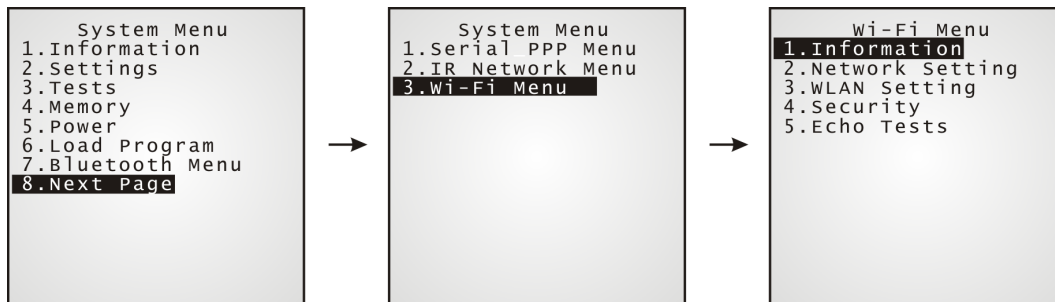 System Menu
1.Information
2.Settings
3.Tests
4.Memory
5.Power
6.Load Program
7.Bluetooth Menu
8.Next Page
System Menu
1.Serial PPP Menu
2.IR Network Menu
3.Wi-Fi Menu
Wi-Fi Menu
1.Information
2.Network Setting
3.WLAN Setting
4.Security
5.Echo Tests